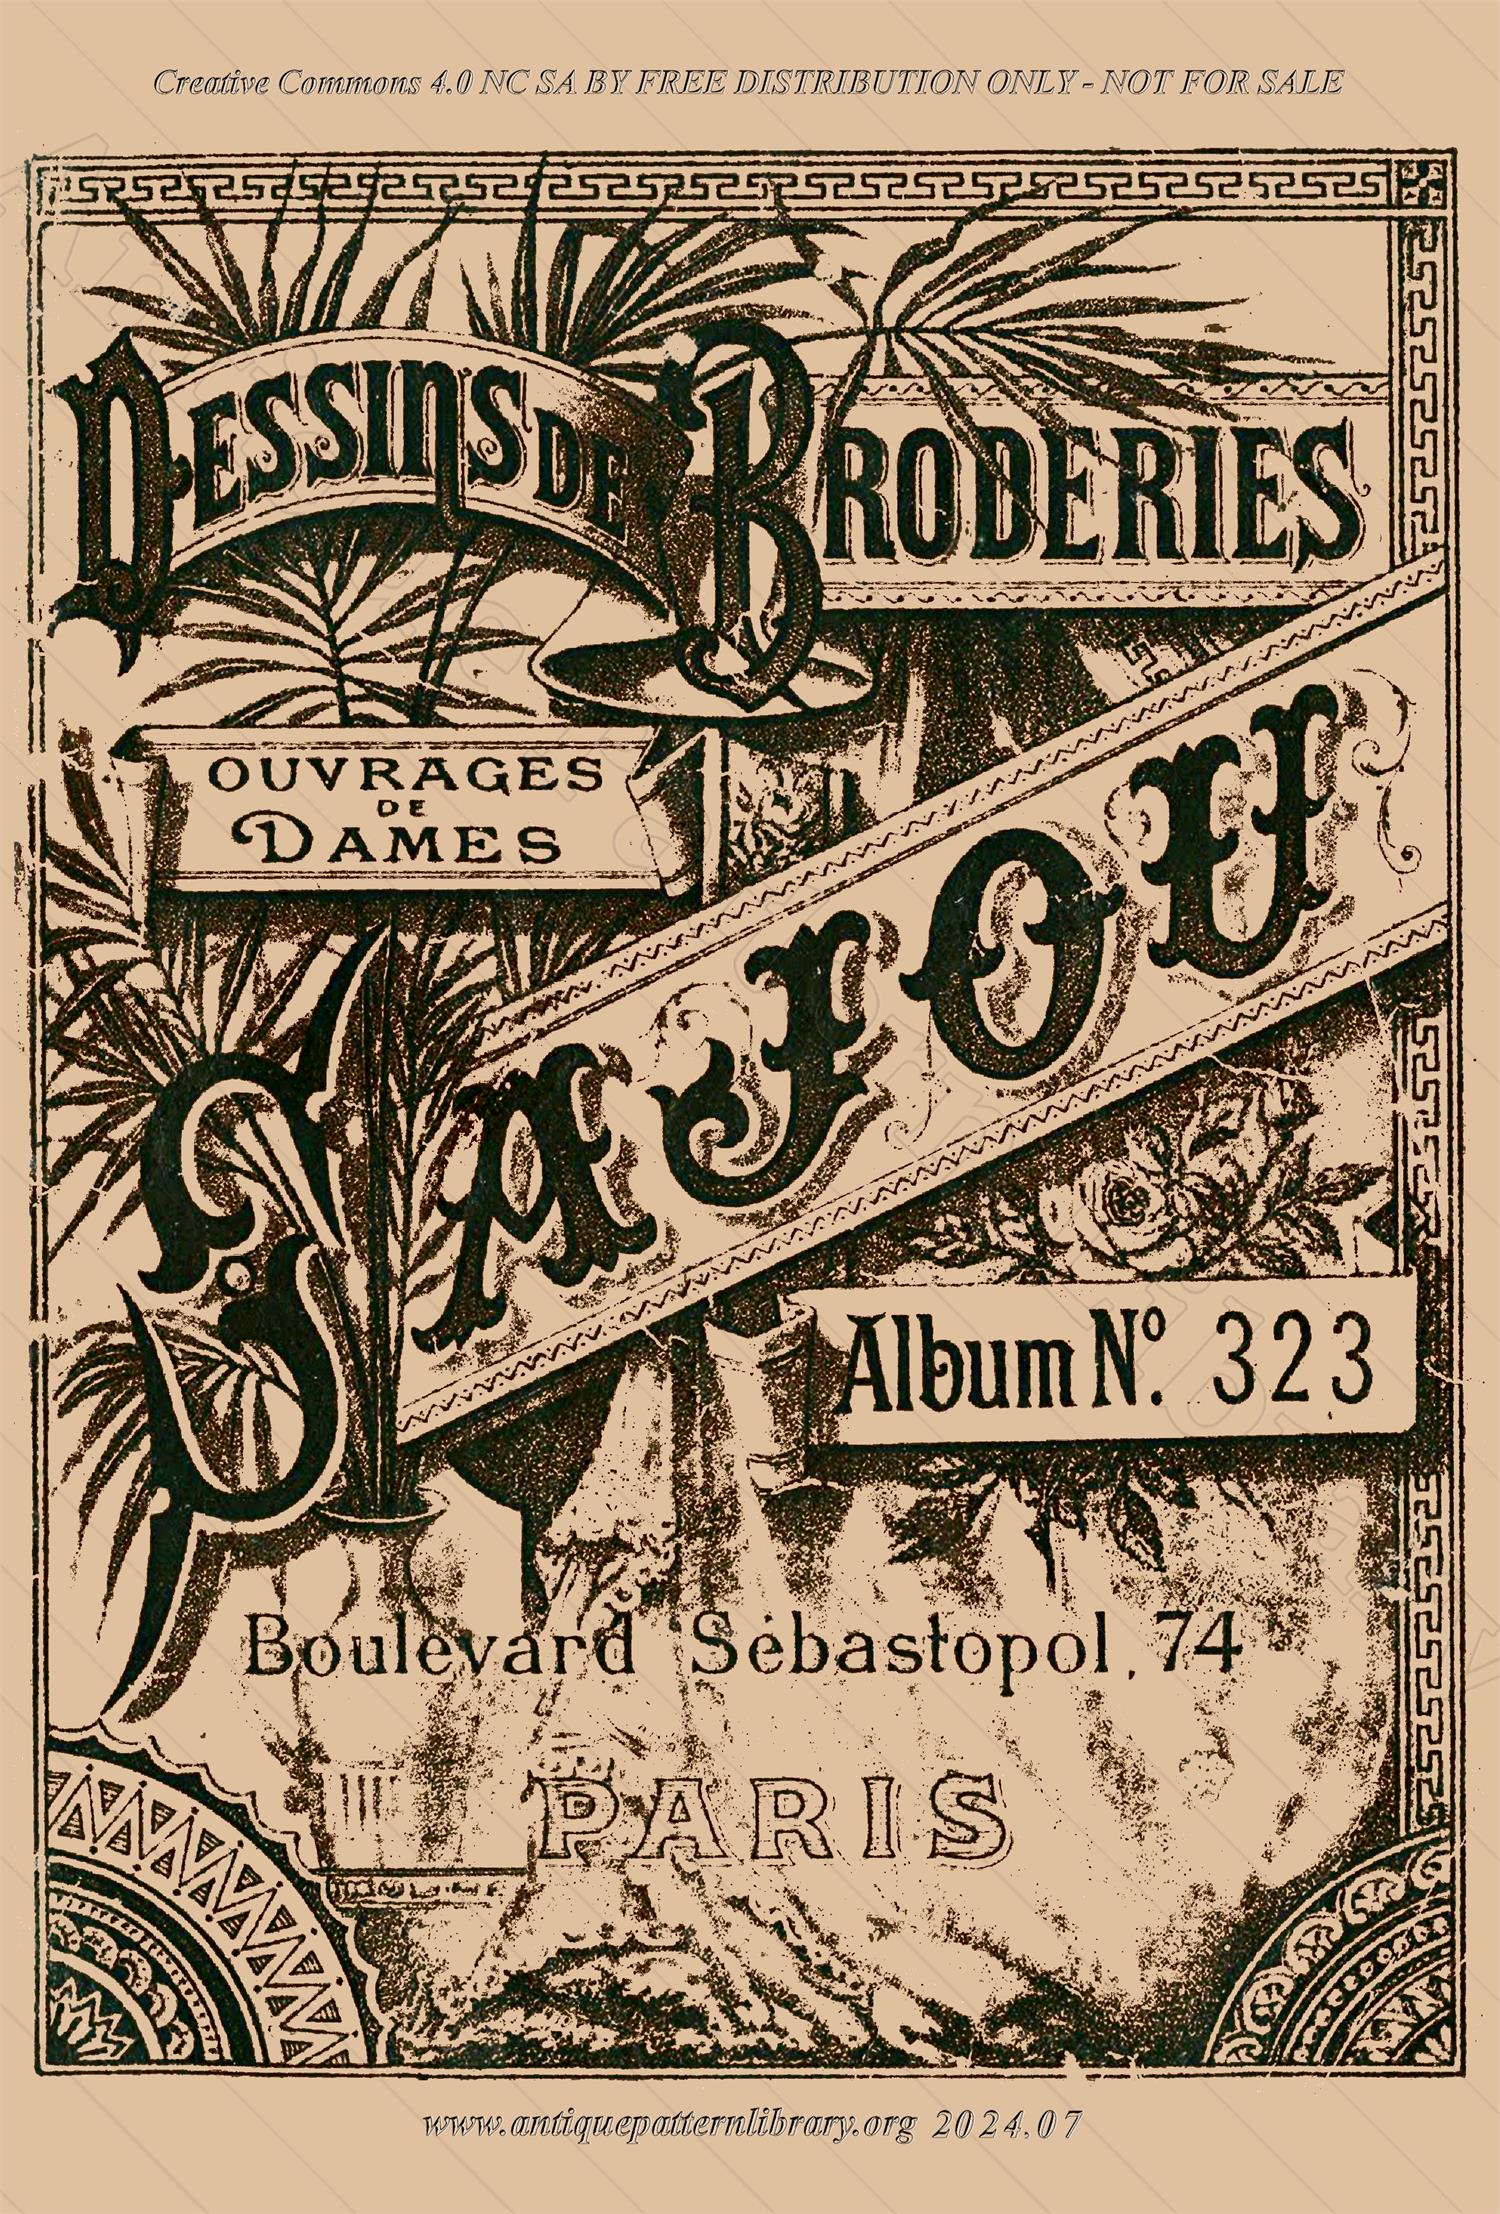 Creative Commons 4.0 NC SA BY FREE DISTRIBUTION ONLY - NOT FOR SALE
DESSINS DE BRODERIES
OUVRAGES
DE
DAMES
SAJOU
Album Nº. 323
Boulevard Sébastopol, 74
PARIS
www.antiquepatternlibrary.org 2024.07